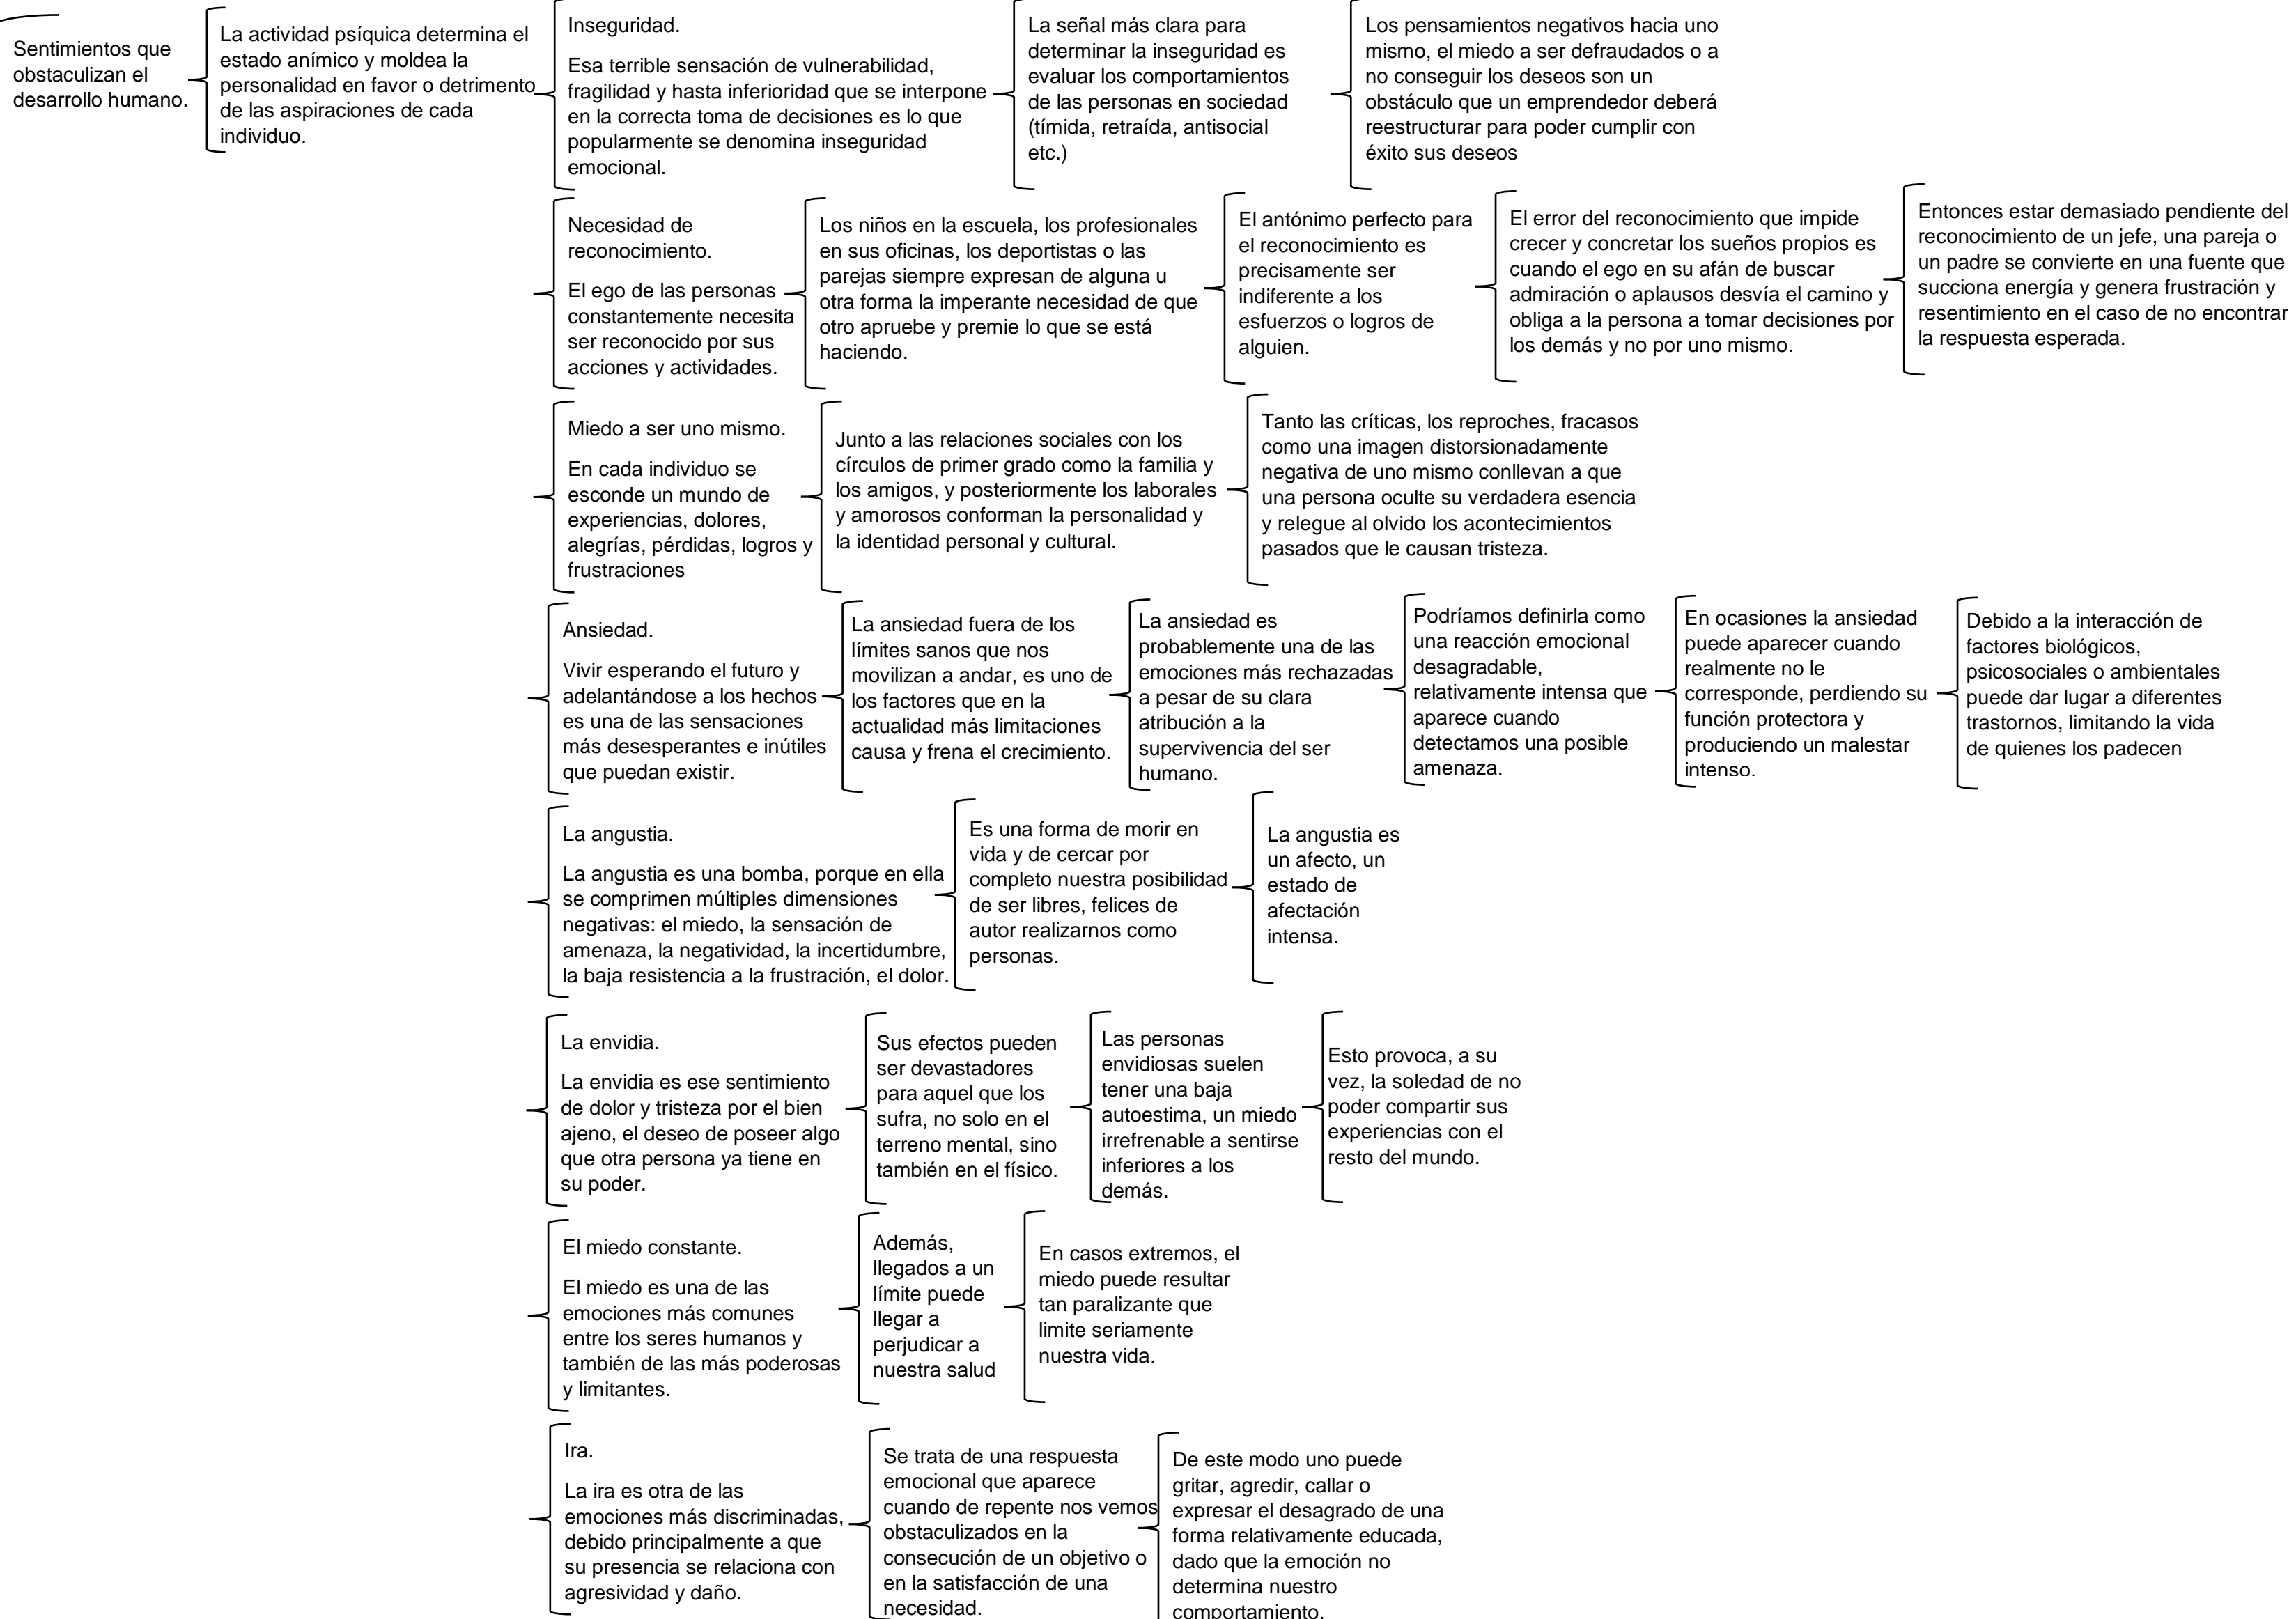 Sentimientos que
obstaculizan el
desarrollo humano.
La actividad psíquica determina el
estado anímico y moldea la
personalidad en favor o detrimento
de las aspiraciones de cada
individuo.
Inseguridad.
Esa terrible sensación de vulnerabilidad,
fragilidad y hasta inferioridad que se interpone
en la correcta toma de decisiones es lo que
popularmente se denomina inseguridad
emocional.
La señal más clara para
determinar la inseguridad es
evaluar los comportamientos
de las personas en sociedad
(tímida, retraída, antisocial
etc.)
Los pensamientos negativos hacia uno
mismo, el miedo a ser defraudados o a
no conseguir los deseos son un
obstáculo que un emprendedor deberá
reestructurar para poder cumplir con
éxito sus deseos
Necesidad de
reconocimiento.
El ego de las personas
constantemente necesita
ser reconocido por sus
acciones y actividades.
Los niños en la escuela, los profesionales
en sus oficinas, los deportistas o las
parejas siempre expresan de alguna u
otra forma la imperante necesidad de que
otro apruebe y premie lo que se está
haciendo.
El antónimo perfecto para
el reconocimiento es
precisamente ser
indiferente a los
esfuerzos o logros de
alguien.
El error del reconocimiento que impide
crecer y concretar los sueños propios es
cuando el ego en su afán de buscar
admiración o aplausos desvía el camino y
obliga a la persona a tomar decisiones por
los demás y no por uno mismo.
Entonces estar demasiado pendiente del
reconocimiento de un jefe, una pareja o
un padre se convierte en una fuente que
succiona energía y genera frustración y
resentimiento en el caso de no encontrar
la respuesta esperada.
Miedo a ser uno mismo.
En cada individuo se
esconde un mundo de
experiencias, dolores,
alegrías, pérdidas, logros y
frustraciones
Junto a las relaciones sociales con los
círculos de primer grado como la familia y
los amigos, y posteriormente los laborales
y amorosos conforman la personalidad y
la identidad personal y cultural.
Tanto las críticas, los reproches, fracasos
como una imagen distorsionadamente
negativa de uno mismo conllevan a que
una persona oculte su verdadera esencia
y relegue al olvido los acontecimientos
pasados que le causan tristeza.
Ansiedad.
Vivir esperando el futuro y
adelantándose a los hechos
es una de las sensaciones
más desesperantes e inútiles
que puedan existir.
La ansiedad fuera de los
límites sanos que nos
movilizan a andar, es uno de
los factores que en la
actualidad más limitaciones
causa y frena el crecimiento.
La ansiedad es
probablemente una de las
emociones más rechazadas
a pesar de su clara
atribución a la
supervivencia del ser
humano.
Podríamos definirla como
una reacción emocional
desagradable,
relativamente intensa que
aparece cuando
detectamos una posible
amenaza.
En ocasiones la ansiedad
puede aparecer cuando
realmente no le
corresponde, perdiendo su
función protectora y
produciendo un malestar
intenso.
Debido a la interacción de
factores biológicos,
psicosociales o ambientales
puede dar lugar a diferentes
trastornos, limitando la vida
de quienes los padecen
La angustia.
La angustia es una bomba, porque en ella
se comprimen múltiples dimensiones
negativas: el miedo, la sensación de
amenaza, la negatividad, la incertidumbre,
la baja resistencia a la frustración, el dolor.
Es una forma de morir en
vida y de cercar por
completo nuestra posibilidad
de ser libres, felices de
autor realizarnos como
personas.
La angustia es
un afecto, un
estado de
afectación
intensa.
La envidia.
La envidia es ese sentimiento
de dolor y tristeza por el bien
ajeno, el deseo de poseer algo
que otra persona ya tiene en
su poder.
Sus efectos pueden
ser devastadores
para aquel que los
sufra, no solo en el
terreno mental, sino
también en el físico.
Las personas
envidiosas suelen
tener una baja
autoestima, un miedo
irrefrenable a sentirse
inferiores a los
demás.
Esto provoca, a su
vez, la soledad de no
poder compartir sus
experiencias con el
resto del mundo.
El miedo constante.
El miedo es una de las
emociones más comunes
entre los seres humanos y
también de las más poderosas
y limitantes.
Además,
llegados a un
límite puede
llegar a
perjudicar a
nuestra salud
En casos extremos, el
miedo puede resultar
tan paralizante que
limite seriamente
nuestra vida.
Ira.
La ira es otra de las
emociones más discriminadas,
debido principalmente a que
su presencia se relaciona con
agresividad y daño.
Se trata de una respuesta
emocional que aparece
cuando de repente nos vemos
obstaculizados en la
consecución de un objetivo o
en la satisfacción de una
necesidad.
De este modo uno puede
gritar, agredir, callar o
expresar el desagrado de una
forma relativamente educada,
dado que la emoción no
determina nuestro
comportamiento.